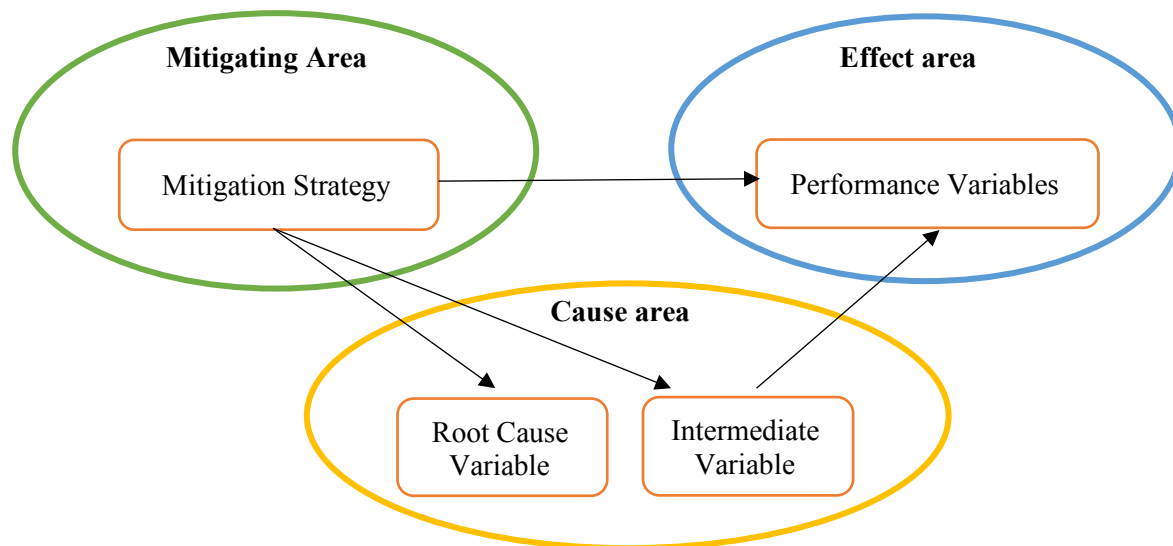 Mitigating Area
Effect area
Mitigation Strategy
Performance Variables
Cause area
Root Cause
Variable
Intermediate
Variable